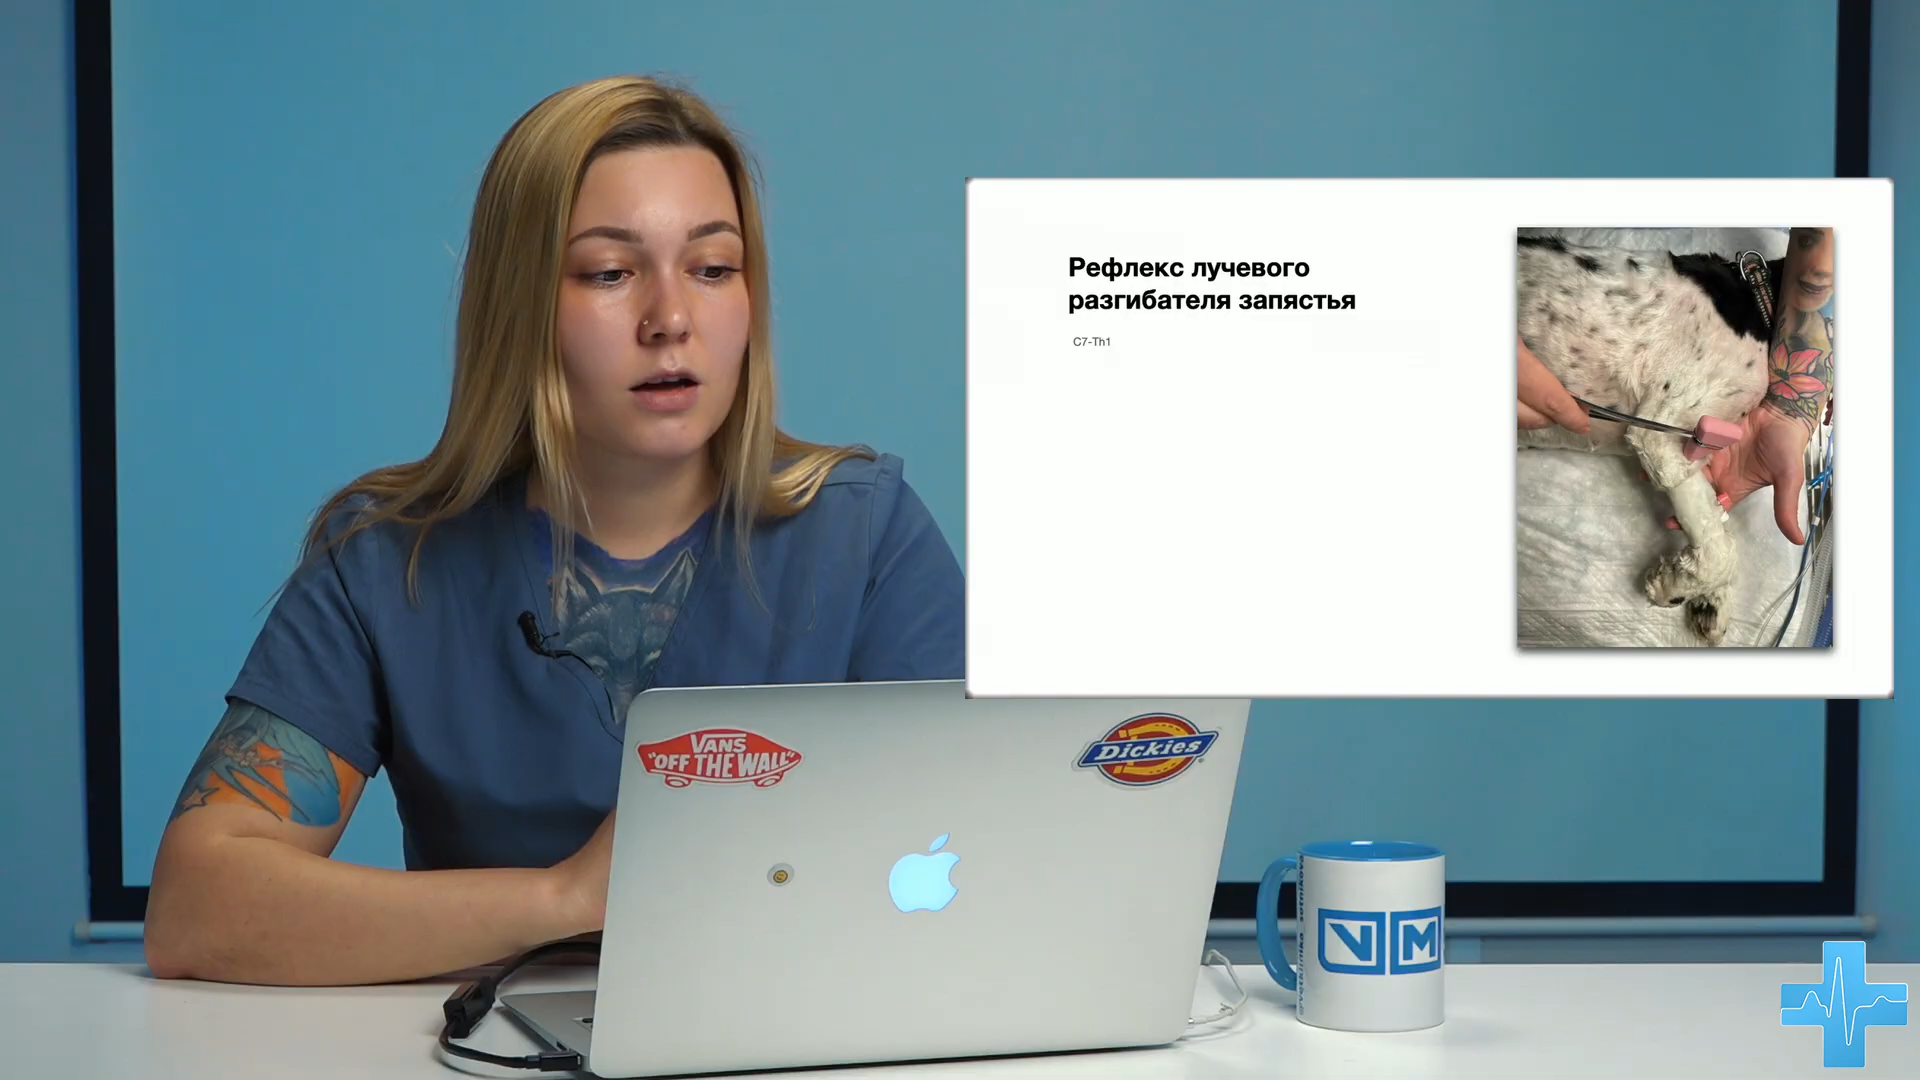 Рефлекс лучевого
разгибателя запястья
C7-Th1
VANS
"OFF THE WALL"
Dickies
VM